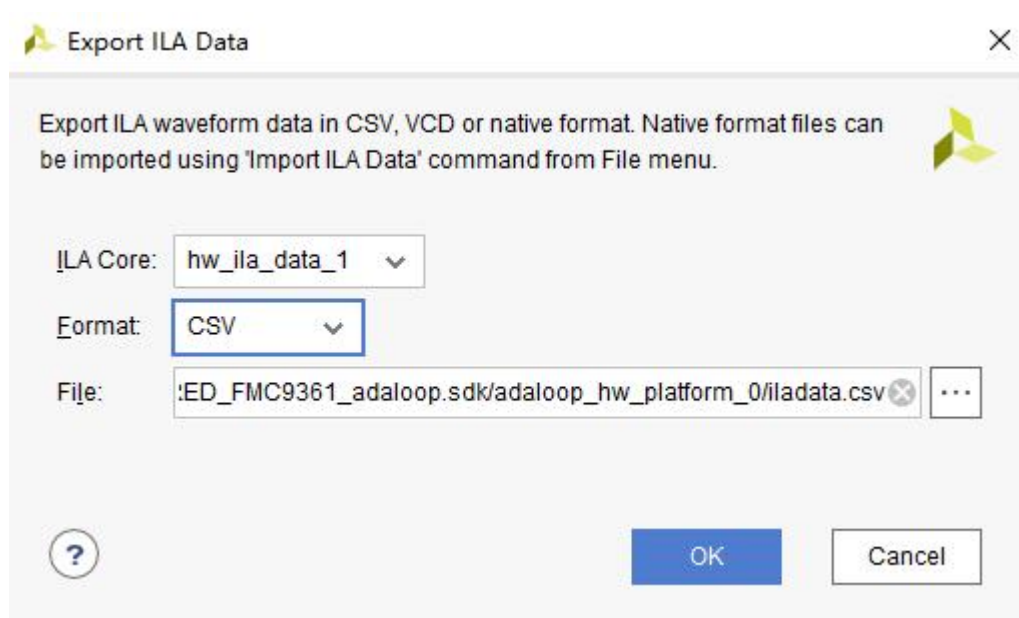 Export ILA Data
Export ILA waveform data in CSV, VCD or native format. Native format files can
be imported using 'Import ILA Data' command from File menu.
ILA Core: hw_ila_data_1
Format: CSV
File: :ED_FMC9361_adaloop.sdk/adaloop_hw_platform_0/iladata.csv ...
? OK Cancel